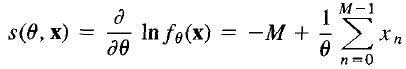 s(θ, x) = ∂/∂θ ln f_θ(x) = −M + 1/θ ∑_{n=0}^{M−1} x_n